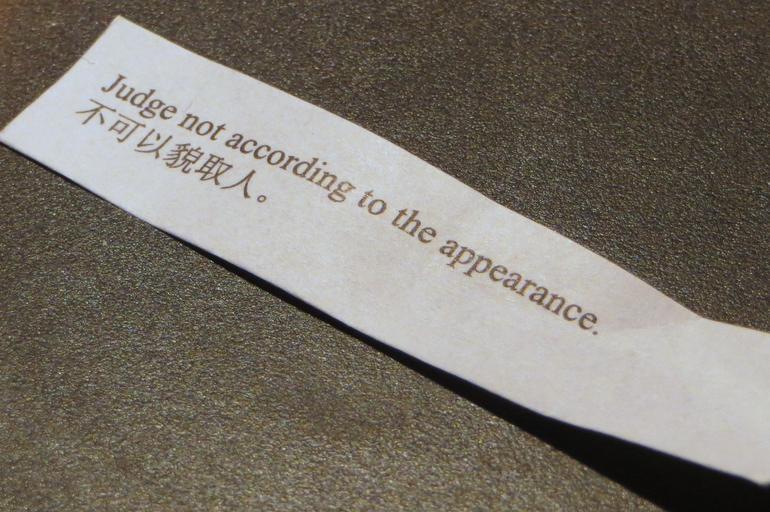 Judge not according to the appearance.
不可以貌取人。